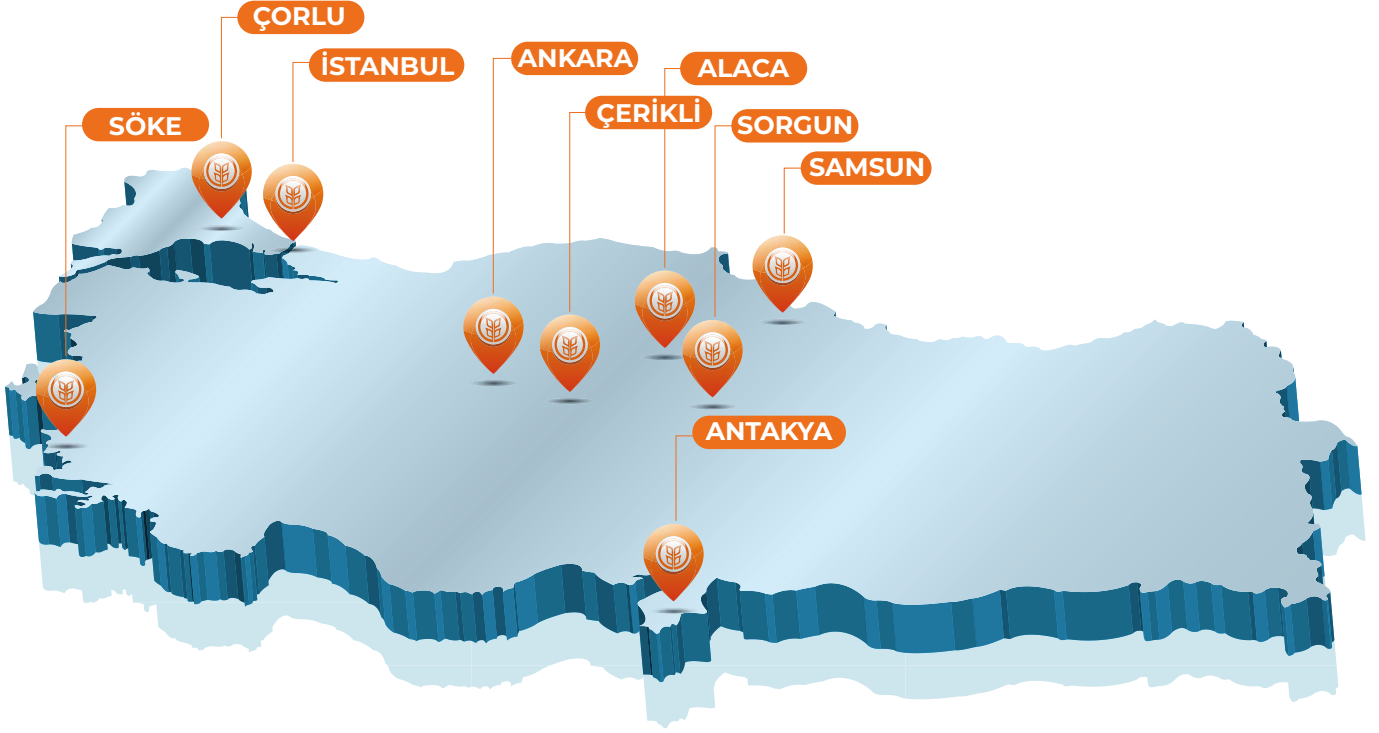 ÇORLU
İSTANBUL
ANKARA
ALACA
ÇERİKLİ
SÖKE
SORGUN
SAMSUN
ANTAKYA